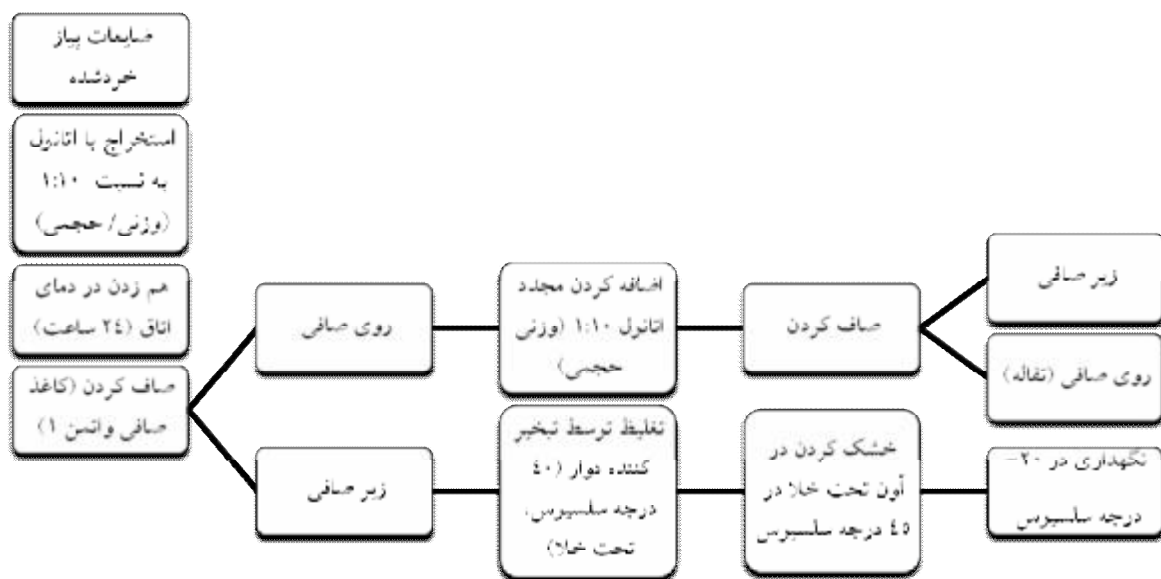 ضایعات پیاز
خردشده
استخراج با اتانول
به نسبت ۱:۱۰
(وزنی/ حجمی)
هم زدن در دمای
اتاق (۲٤ ساعت)
صاف کردن (کاغذ
صافی واتمن ۱)
روی صافی
اضافه کردن مجدد
اتانول ۱:۱۰ (وزنی
حجمی)
صاف کردن
زیر صافی
روی صافی (تفاله)
زیر صافی
تغلیظ توسط تبخیر
کننده دوار (٤۰
درجه سلسیوس،
تحت خلا)
خشک کردن در
آون تحت خلا در
٤٥ درجه سلسیوس
نگهداری در ۲۰-
درجه سلسیوس